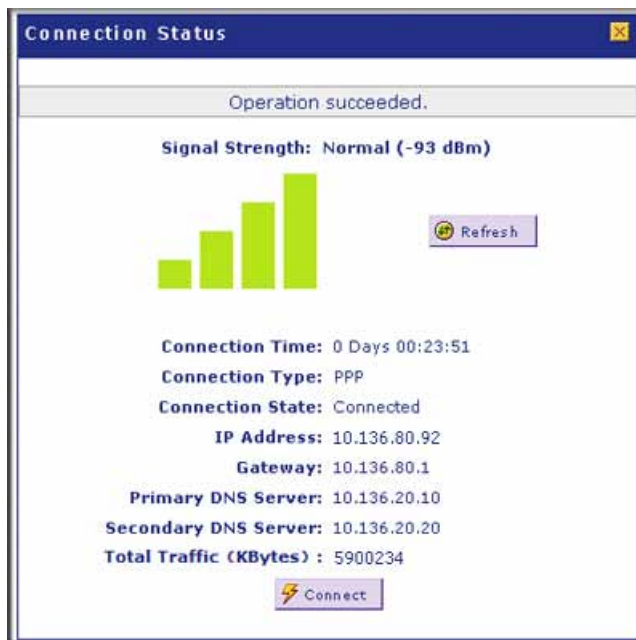 Connection Status
Operation succeeded.
Signal Strength: Normal (-93 dBm)
Refresh
Connection Time: 0 Days 00:23:51
Connection Type: PPP
Connection State: Connected
IP Address: 10.136.80.92
Gateway: 10.136.80.1
Primary DNS Server: 10.136.20.10
Secondary DNS Server: 10.136.20.20
Total Traffic (KBytes) : 5900234
Connect